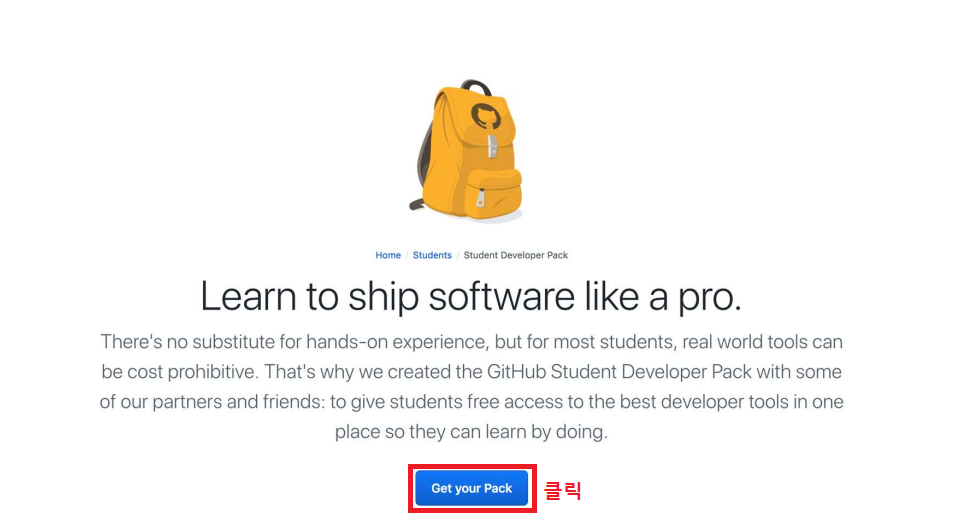 Home / Students / Student Developer Pack
Learn to ship software like a pro.
There's no substitute for hands-on experience, but for most students, real world tools can
be cost prohibitive. That's why we created the GitHub Student Developer Pack with some
of our partners and friends: to give students free access to the best developer tools in one
place so they can learn by doing.
Get your Pack 클릭